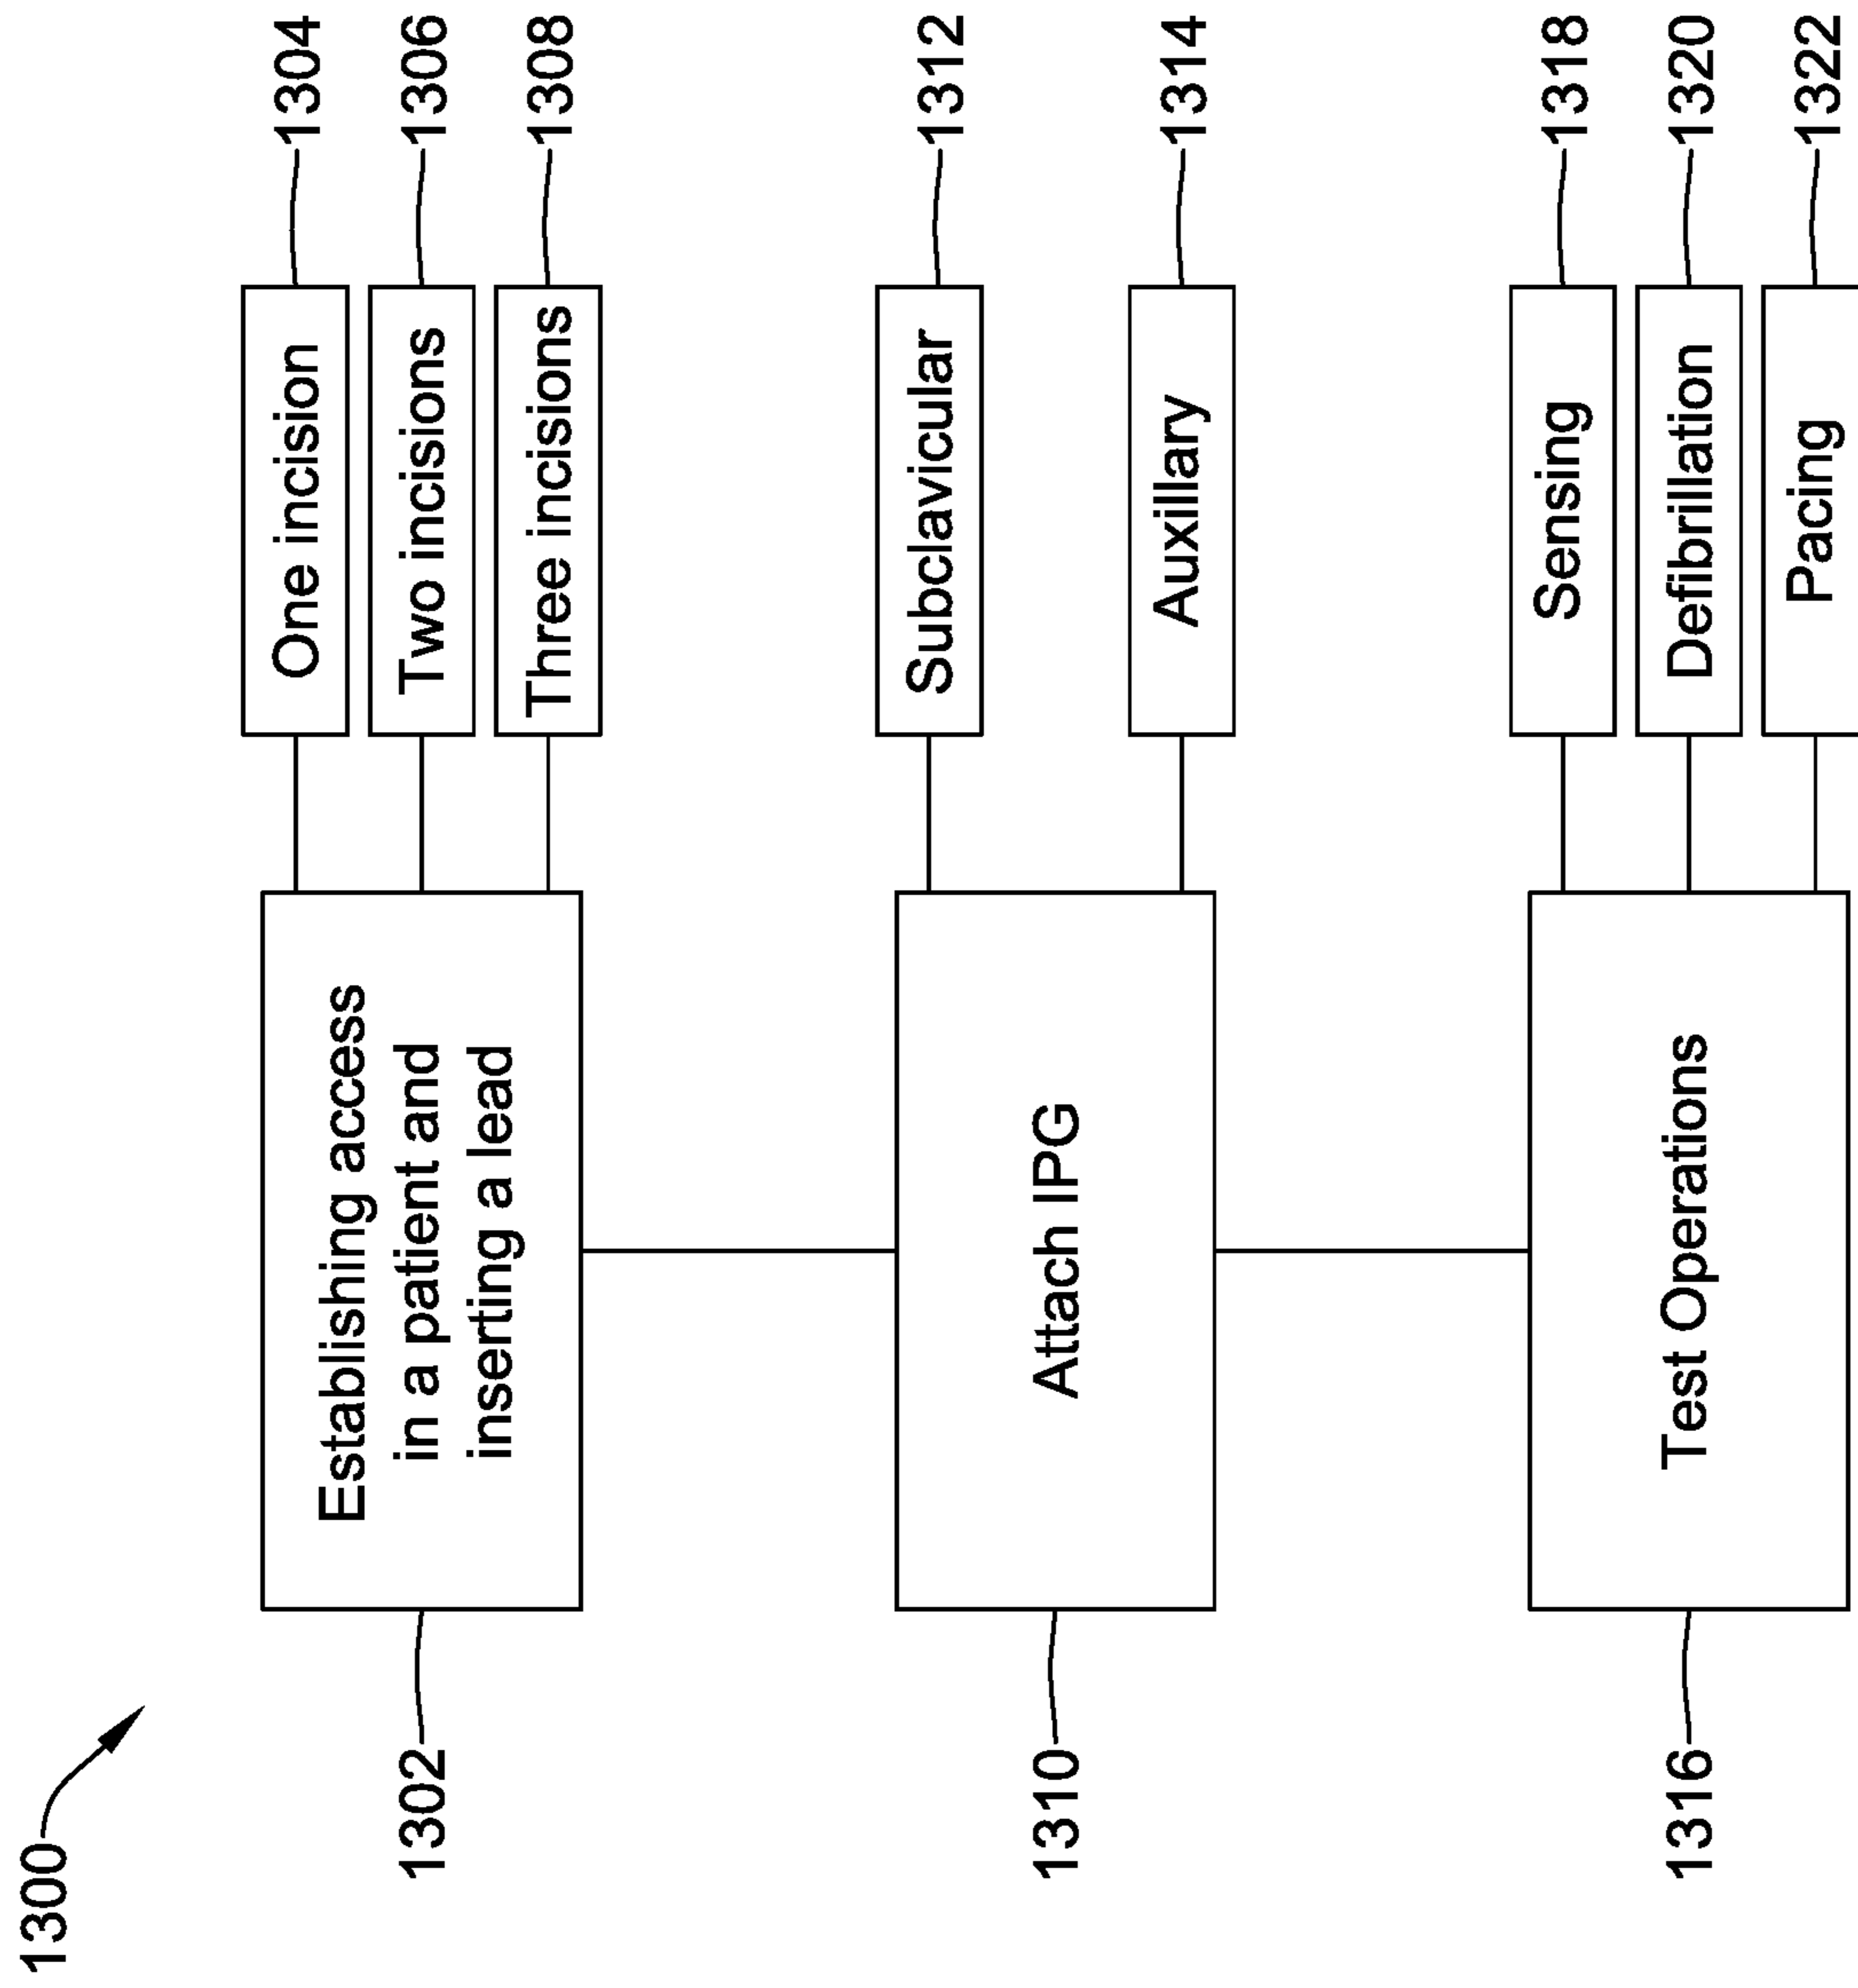 1300
1302
Establishing access
in a patient and
inserting a lead
One incision
1304
Two incisions
1306
Three incisions
1308
1310
Attach IPG
Subclavicular
1312
Auxillary
1314
1316
Test Operations
Sensing
1318
Defibrillation
1320
Pacing
1322